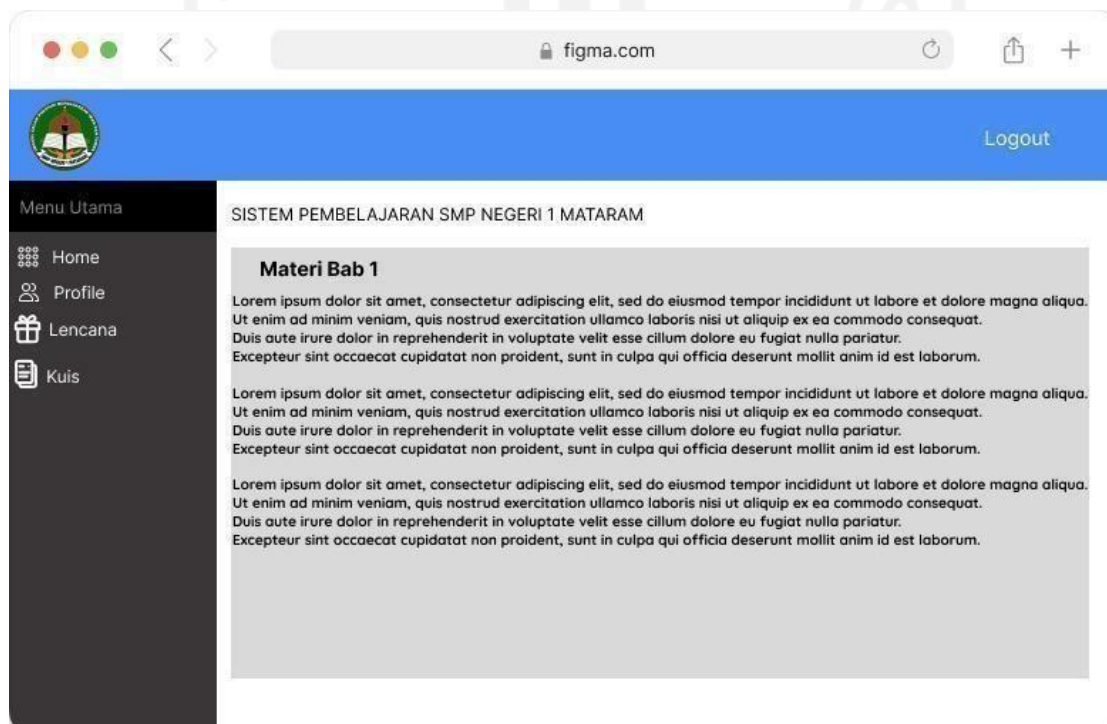 figma.com
Logout
Menu Utama
Home
Profile
Lencana
Kuis
SISTEM PEMBELAJARAN SMP NEGERI 1 MATARAM
Materi Bab 1
Lorem ipsum dolor sit amet, consectetur adipiscing elit, sed do eiusmod tempor incididunt ut labore et dolore magna aliqua.
Ut enim ad minim veniam, quis nostrud exercitation ullamco laboris nisi ut aliquip ex ea commodo consequat.
Duis aute irure dolor in reprehenderit in voluptate velit esse cillum dolore eu fugiat nulla pariatur.
Excepteur sint occaecat cupidatat non proident, sunt in culpa qui officia deserunt mollit anim id est laborum.
Lorem ipsum dolor sit amet, consectetur adipiscing elit, sed do eiusmod tempor incididunt ut labore et dolore magna aliqua.
Ut enim ad minim veniam, quis nostrud exercitation ullamco laboris nisi ut aliquip ex ea commodo consequat.
Duis aute irure dolor in reprehenderit in voluptate velit esse cillum dolore eu fugiat nulla pariatur.
Excepteur sint occaecat cupidatat non proident, sunt in culpa qui officia deserunt mollit anim id est laborum.
Lorem ipsum dolor sit amet, consectetur adipiscing elit, sed do eiusmod tempor incididunt ut labore et dolore magna aliqua.
Ut enim ad minim veniam, quis nostrud exercitation ullamco laboris nisi ut aliquip ex ea commodo consequat.
Duis aute irure dolor in reprehenderit in voluptate velit esse cillum dolore eu fugiat nulla pariatur.
Excepteur sint occaecat cupidatat non proident, sunt in culpa qui officia deserunt mollit anim id est laborum.